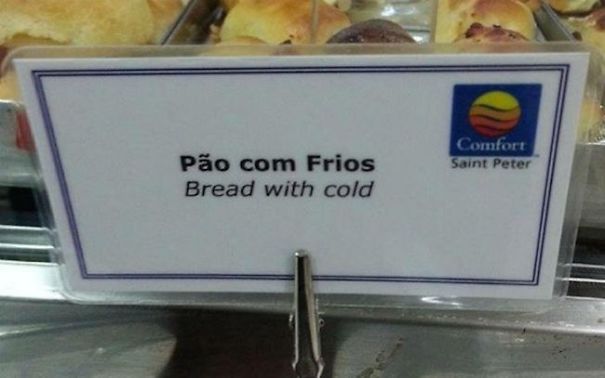 Pão com Frios
Bread with cold
Comfort
Saint Peter